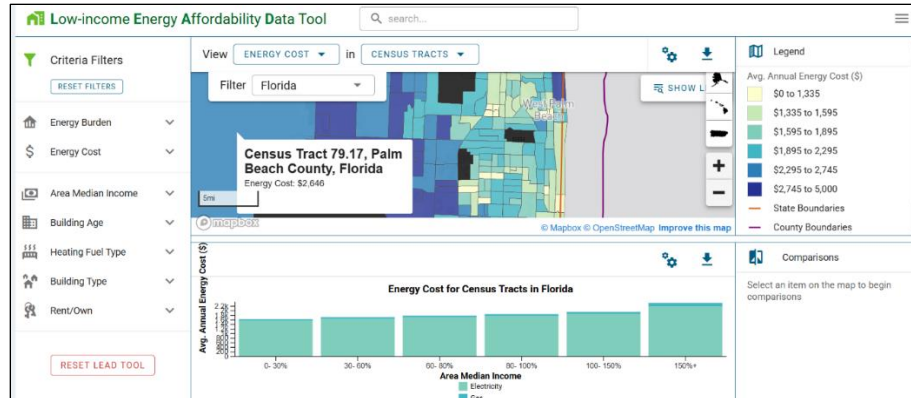 Low-income Energy Affordability Data Tool
search...
Criteria Filters
RESET FILTERS
Energy Burden
Energy Cost
Area Median Income
Building Age
Heating Fuel Type
Building Type
Rent/Own
RESET LEAD TOOL
View ENERGY COST in CENSUS TRACTS
Filter Florida
SHOW L
West Palm
Beach
Census Tract 79.17, Palm
Beach County, Florida
Energy Cost: $2,646
5mi
mapbox
© Mapbox © OpenStreetMap Improve this map
Avg. Annual Energy Cost ($)
Energy Cost for Census Tracts in Florida
0
200
0- 30%
30- 60%
60- 80%
80- 100%
100- 150%
150%+
Area Median Income
Electricity
Gas
Legend
Avg. Annual Energy Cost ($)
$0 to 1,335
$1,335 to 1,595
$1,595 to 1,895
$1,895 to 2,295
$2,295 to 2,745
$2,745 to 5,000
State Boundaries
County Boundaries
Comparisons
Select an item on the map to begin
comparisons